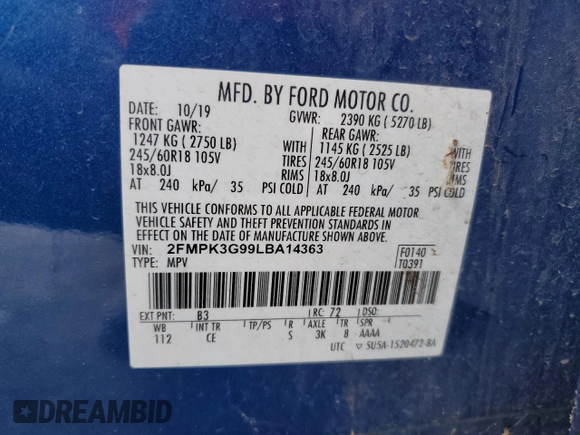 MFD. BY FORD MOTOR CO.
DATE: 10/19 GVWR: 2390 KG ( 5270 LB)
FRONT GAWR: REAR GAWR:
1247 KG ( 2750 LB) WITH 1145 KG ( 2525 LB) WITH
245/60R18 105V TIRES 245/60R18 105V TIRES
18x8.0J RIMS 18x8.0J RIMS
AT 240 kPa/ 35 PSI COLD AT 240 kPa/ 35 PSI COLD
THIS VEHICLE CONFORMS TO ALL APPLICABLE FEDERAL MOTOR
VEHICLE SAFETY AND THEFT PREVENTION STANDARDS IN
EFFECT ON THE DATE OF MANUFACTURE SHOWN ABOVE.
VIN: 2FMPK3G99LBA14363 F0140
TYPE: MPV T0391
EXT PNT: B3 RC: 72 DSO:
WB INT TR TP/PS R AXLE TR SPR
112 CE S 3K 8 AAAA
UTC ▽ 5U5A-1520472-BA
DREAMBID